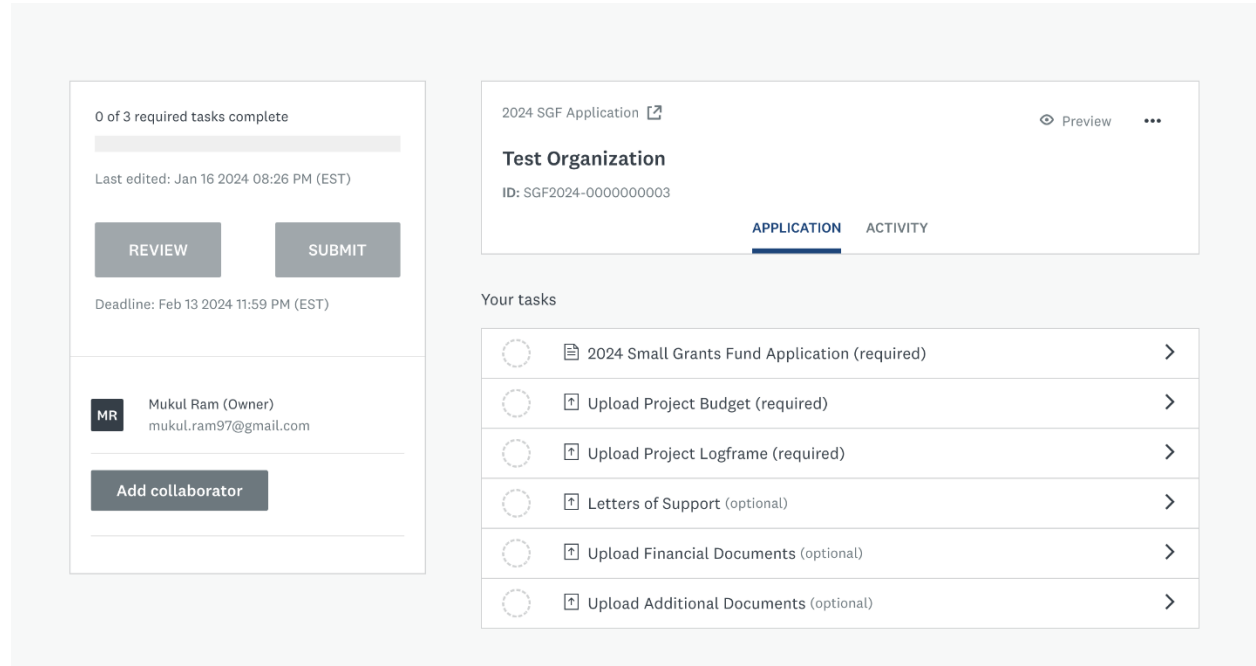 0 of 3 required tasks complete
Last edited: Jan 16 2024 08:26 PM (EST)
REVIEW
SUBMIT
Deadline: Feb 13 2024 11:59 PM (EST)
MR
Mukul Ram (Owner)
mukul.ram97@gmail.com
Add collaborator
2024 SGF Application
Preview
Test Organization
ID: SGF2024-0000000003
APPLICATION
ACTIVITY
Your tasks
2024 Small Grants Fund Application (required)
Upload Project Budget (required)
Upload Project Logframe (required)
Letters of Support (optional)
Upload Financial Documents (optional)
Upload Additional Documents (optional)